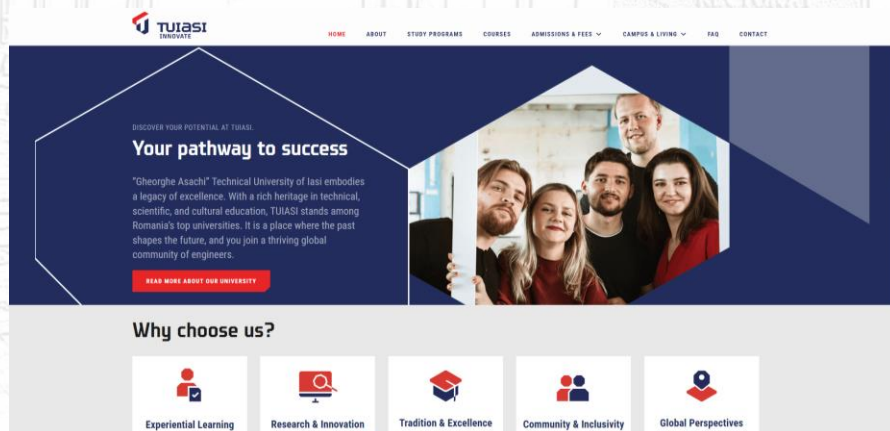 TUIASI
INNOVATE
HOME ABOUT STUDY PROGRAMS COURSES ADMISSIONS & FEES CAMPUS & LIVING FAQ CONTACT
DISCOVER YOUR POTENTIAL AT TUIASI.
Your pathway to success
"Gheorghe Asachi" Technical University of Iasi embodies
a legacy of excellence. With a rich heritage in technical,
scientific, and cultural education, TUIASI stands among
Romania's top universities. It is a place where the past
shapes the future, and you join a thriving global
community of engineers.
READ MORE ABOUT OUR UNIVERSITY
Why choose us?
Experiential Learning Research & Innovation Tradition & Excellence Community & Inclusivity Global Perspectives